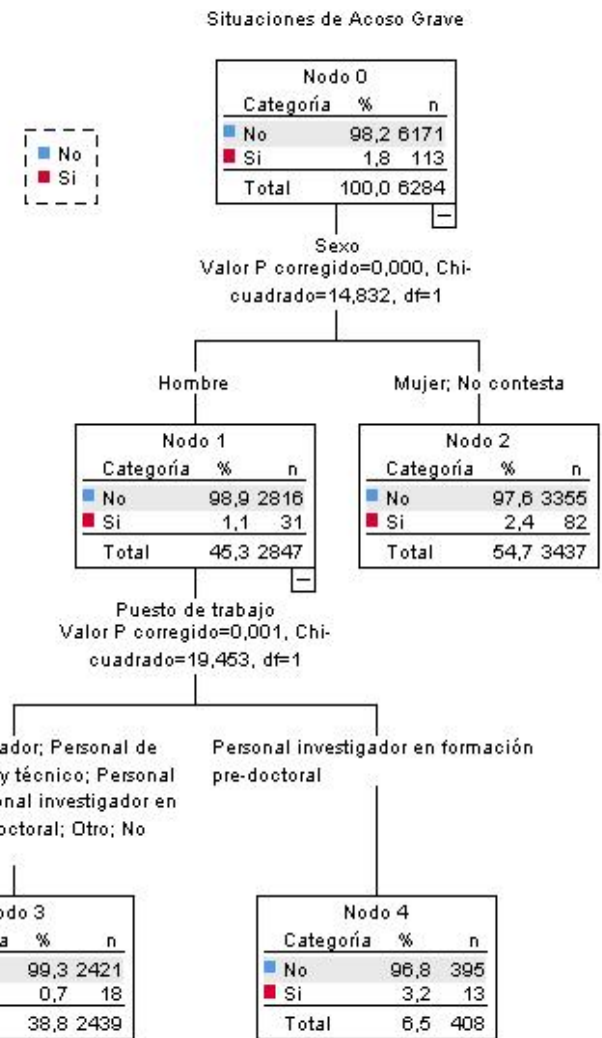 Situaciones de Acoso Grave
No
Si
Nodo 0
Categoría % n
No 98,2 6171
Si 1,8 113
Total 100,0 6284
Sexo
Valor P corregido=0,000, Chi-
cuadrado=14,832, df=1
Hombre
Mujer; No contesta
Nodo 1
Categoría % n
No 98,9 2816
Si 1,1 31
Total 45,3 2847
Nodo 2
Categoría % n
No 97,6 3355
Si 2,4 82
Total 54,7 3437
Puesto de trabajo
Valor P corregido=0,001, Chi-
cuadrado=19,453, df=1
; Personal de
y técnico; Personal
investigador en
; Otro; No
Personal investigador en formación
pre-doctoral
3
% n
99,3 2421
0,7 18
38,8 2439
Nodo 4
Categoría % n
No 96,8 395
Si 3,2 13
Total 6,5 408